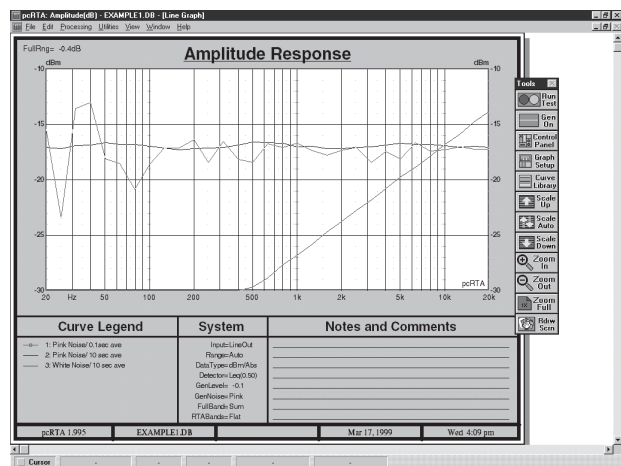 pcRTA: Amplitude(dB) - EXAMPLE1.DB - [Line Graph]
File Edit Processing Utilities View Window Help
FullRng= -0.4dB
Amplitude Response
dBm
dBm
-10
-10
-15
-15
-20
-20
-25
-25
-30
-30
pcRTA
20 Hz 50 100 200 500 1K 2K 5k 10k 20k
Curve Legend
1: Pink Noise/ 0.1sec ave
2: Pink Noise/ 10 sec ave
3: White Noise/ 10 sec ave
System
Input=LineOut
Range=Auto
DataType=dBm/Abs
Detector=Leq(0.50)
GenLevel= -0.1
GenNoise=Pink
FullBand=Sum
RTABands=Flat
Notes and Comments
pcRTA 1.995 EXAMPLE1.DB Mar 17, 1999 Wed 4:09 pm
Tools
Run Test
Gen On
Control Panel
Graph Setup
Curve Library
Scale Up
Scale Auto
Scale Down
Zoom In
Zoom Out
Zoom Full
Rdrw Scrn
Cursor - - - - -